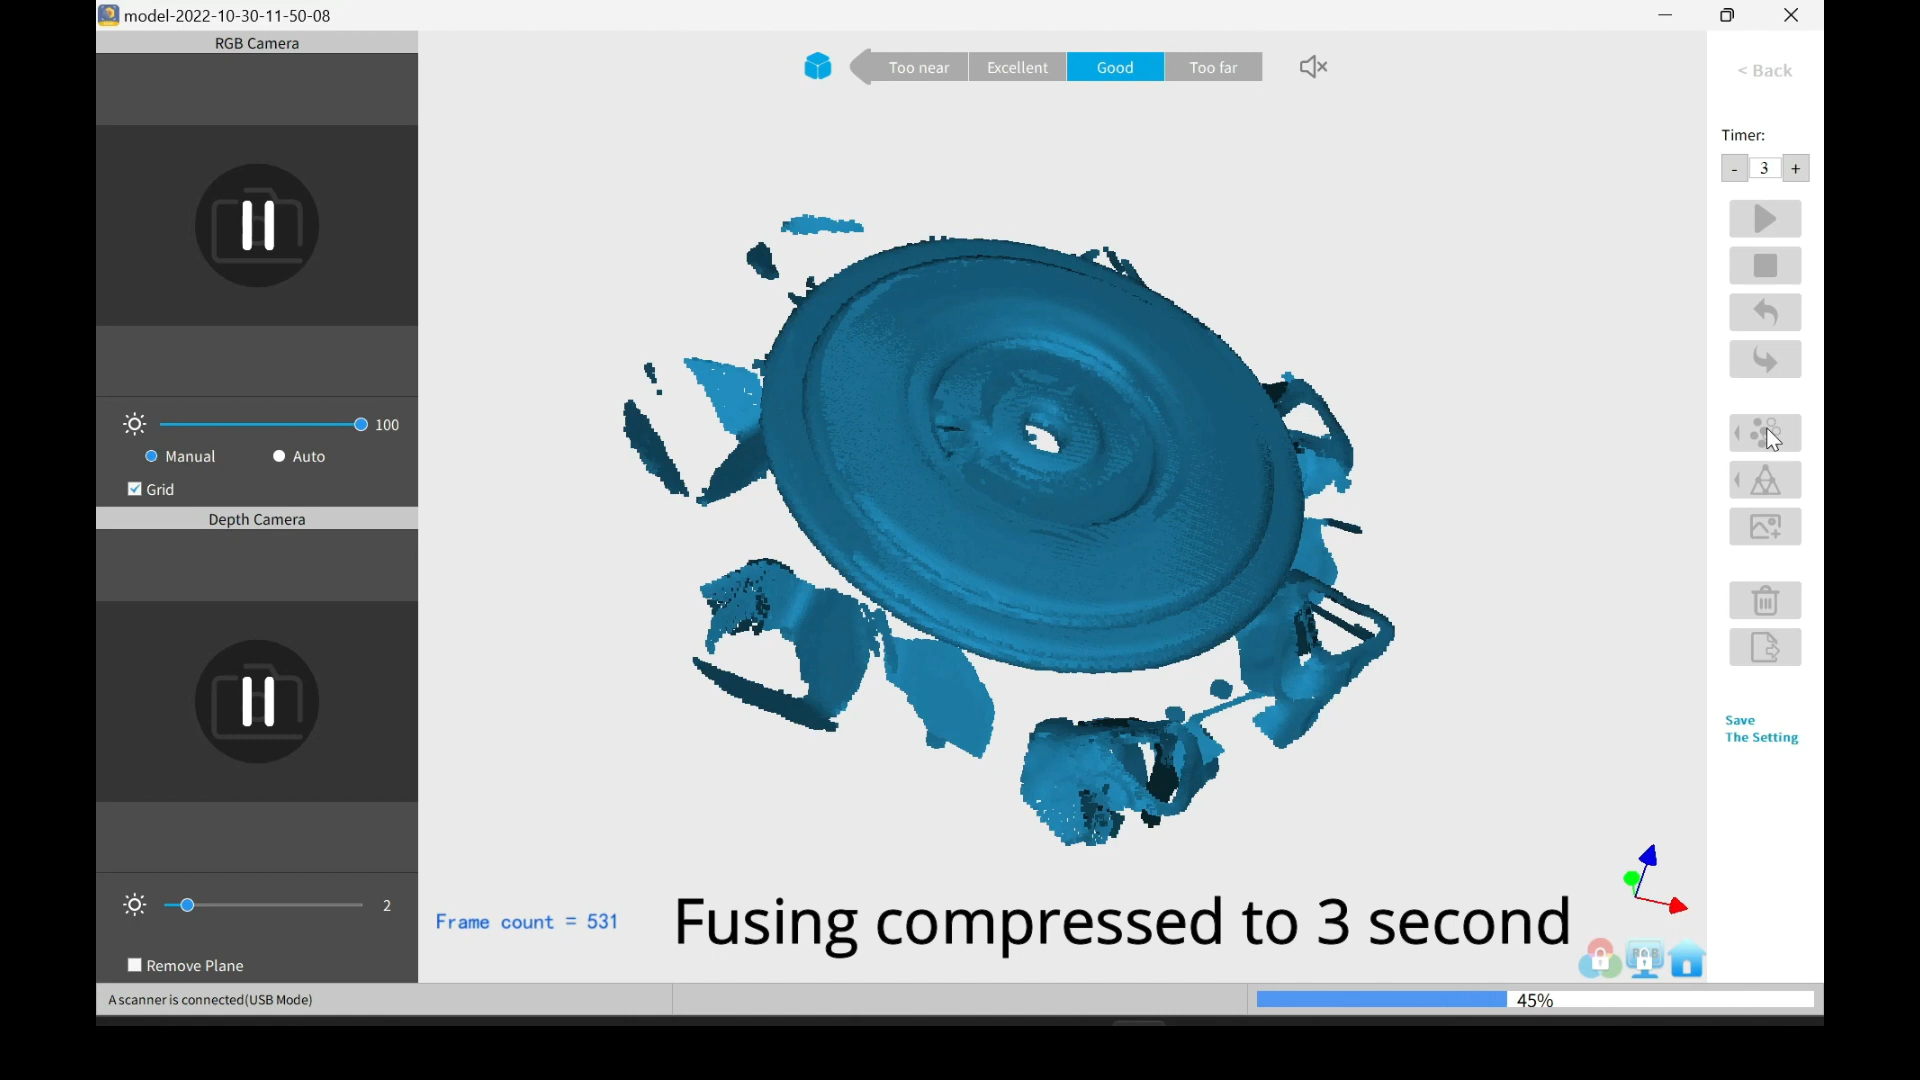 model-2022-10-30-11-50-08
RGB Camera
Too near
Excellent
Good
Too far
< Back
Timer:
- 3 +
100
Manual
Auto
Grid
Depth Camera
Save
The Setting
2
Frame count = 531
Fusing compressed to 3 second
RGB
Remove Plane
A scanner is connected(USB Mode)
45%